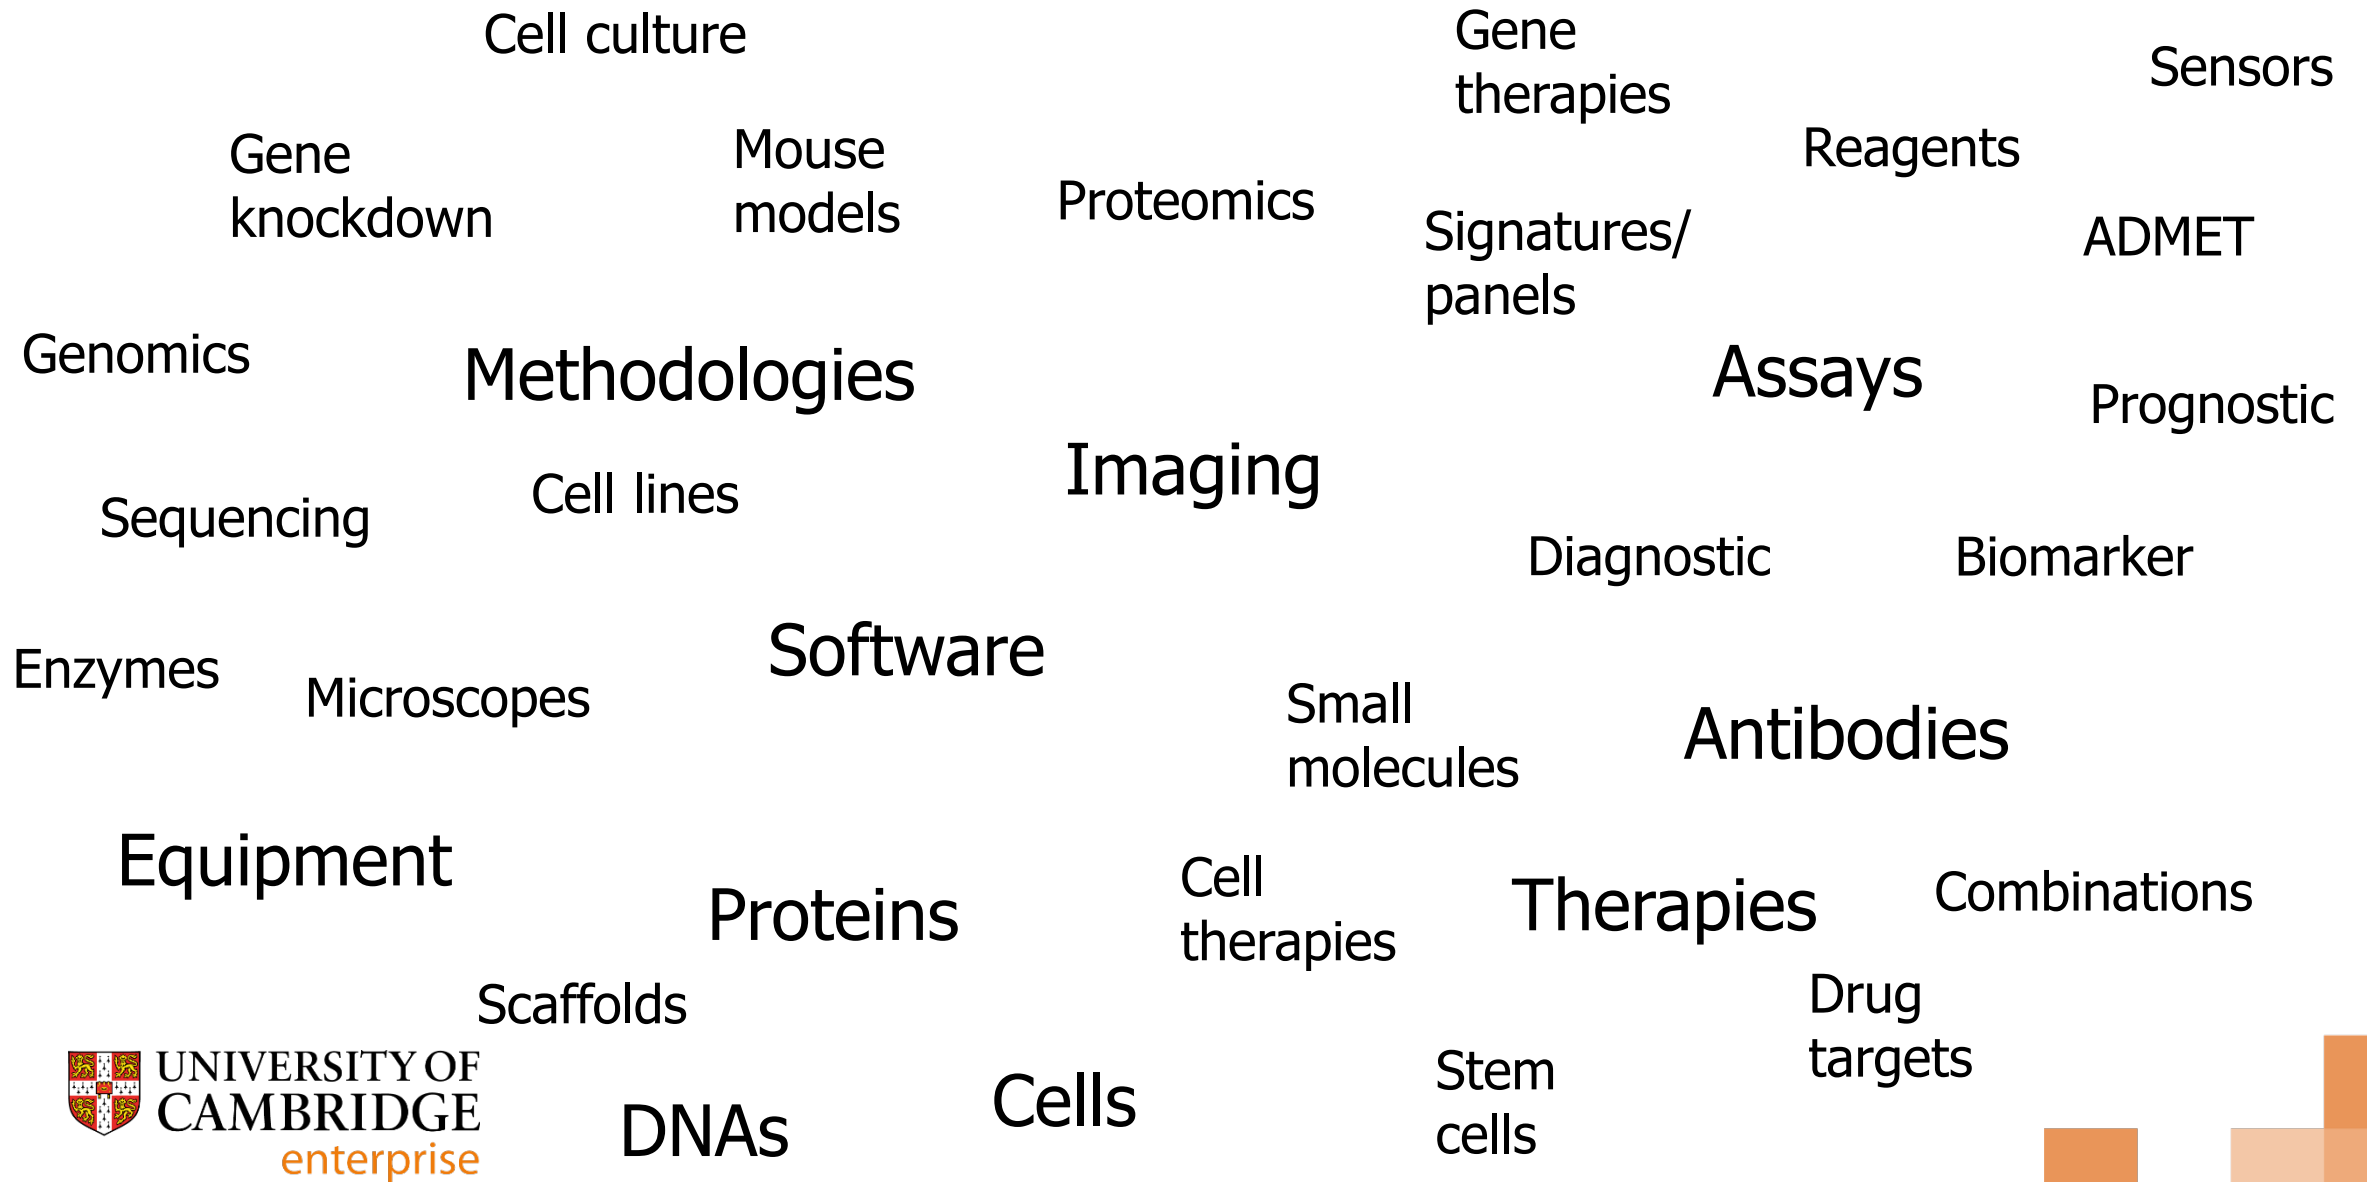 Cell culture
Gene
therapies
Sensors
Gene
knockdown
Mouse
models
Proteomics
Reagents
Signatures/
panels
ADMET
Genomics
Methodologies
Assays
Prognostic
Imaging
Sequencing
Cell lines
Diagnostic
Biomarker
Software
Enzymes
Microscopes
Small
molecules
Antibodies
Equipment
Proteins
Cell
therapies
Therapies
Combinations
Scaffolds
Drug
targets
UNIVERSITY OF
CAMBRIDGE
enterprise
DNAs
Cells
Stem
cells